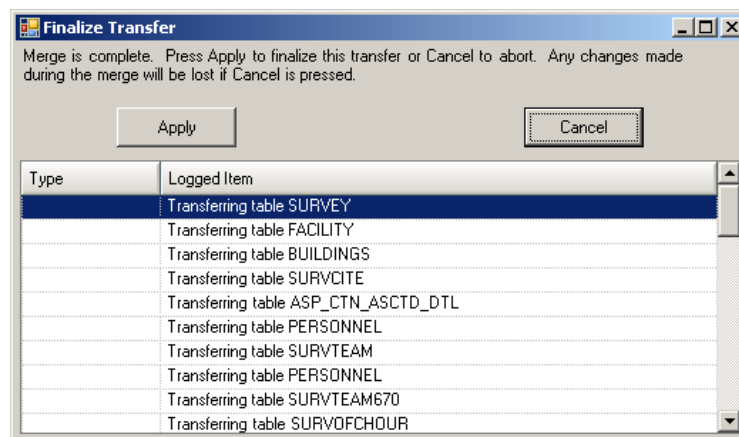 Finalize Transfer
Merge is complete. Press Apply to finalize this transfer or Cancel to abort. Any changes made
during the merge will be lost if Cancel is pressed.
Apply Cancel
Type Logged Item
Transferring table SURVEY
Transferring table FACILITY
Transferring table BUILDINGS
Transferring table SURVCITE
Transferring table ASP_CTN_ASCTD_DTL
Transferring table PERSONNEL
Transferring table SURVTEAM
Transferring table PERSONNEL
Transferring table SURVTEAM670
Transferring table SURVOFCHOUR